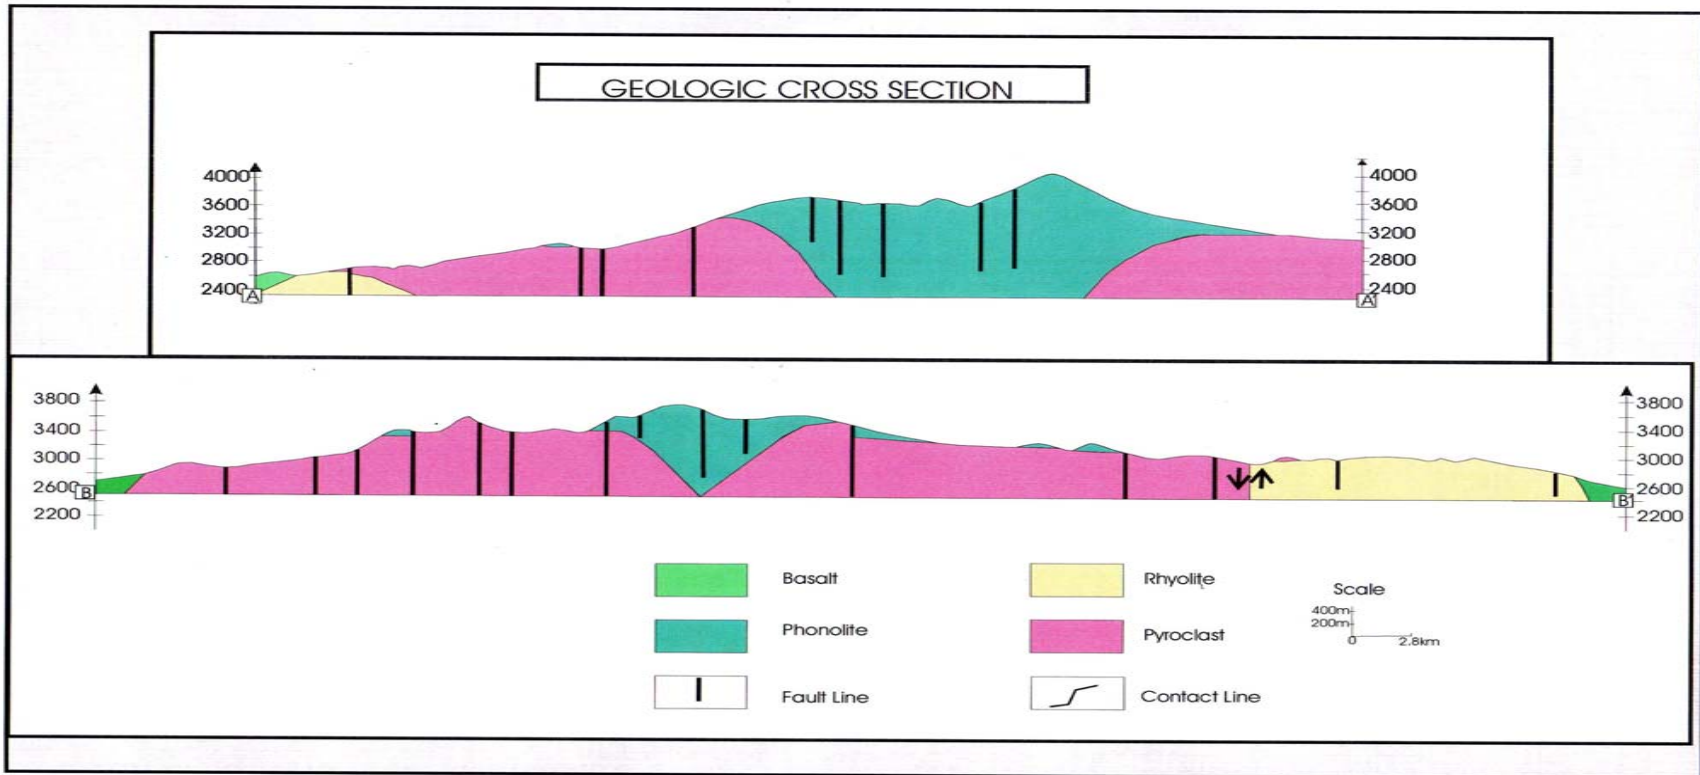 GEOLOGIC CROSS SECTION
4000 4000
3600 3600
3200 3200
2800 2800
2400 2400
A A'
3800 3800
3400 3400
3000 3000
2600 2600
B B'
2200 2200
Basalt Rhyolite
Phonolite Pyroclast
Fault Line Contact Line
Scale
400m
200m
0 2.8km